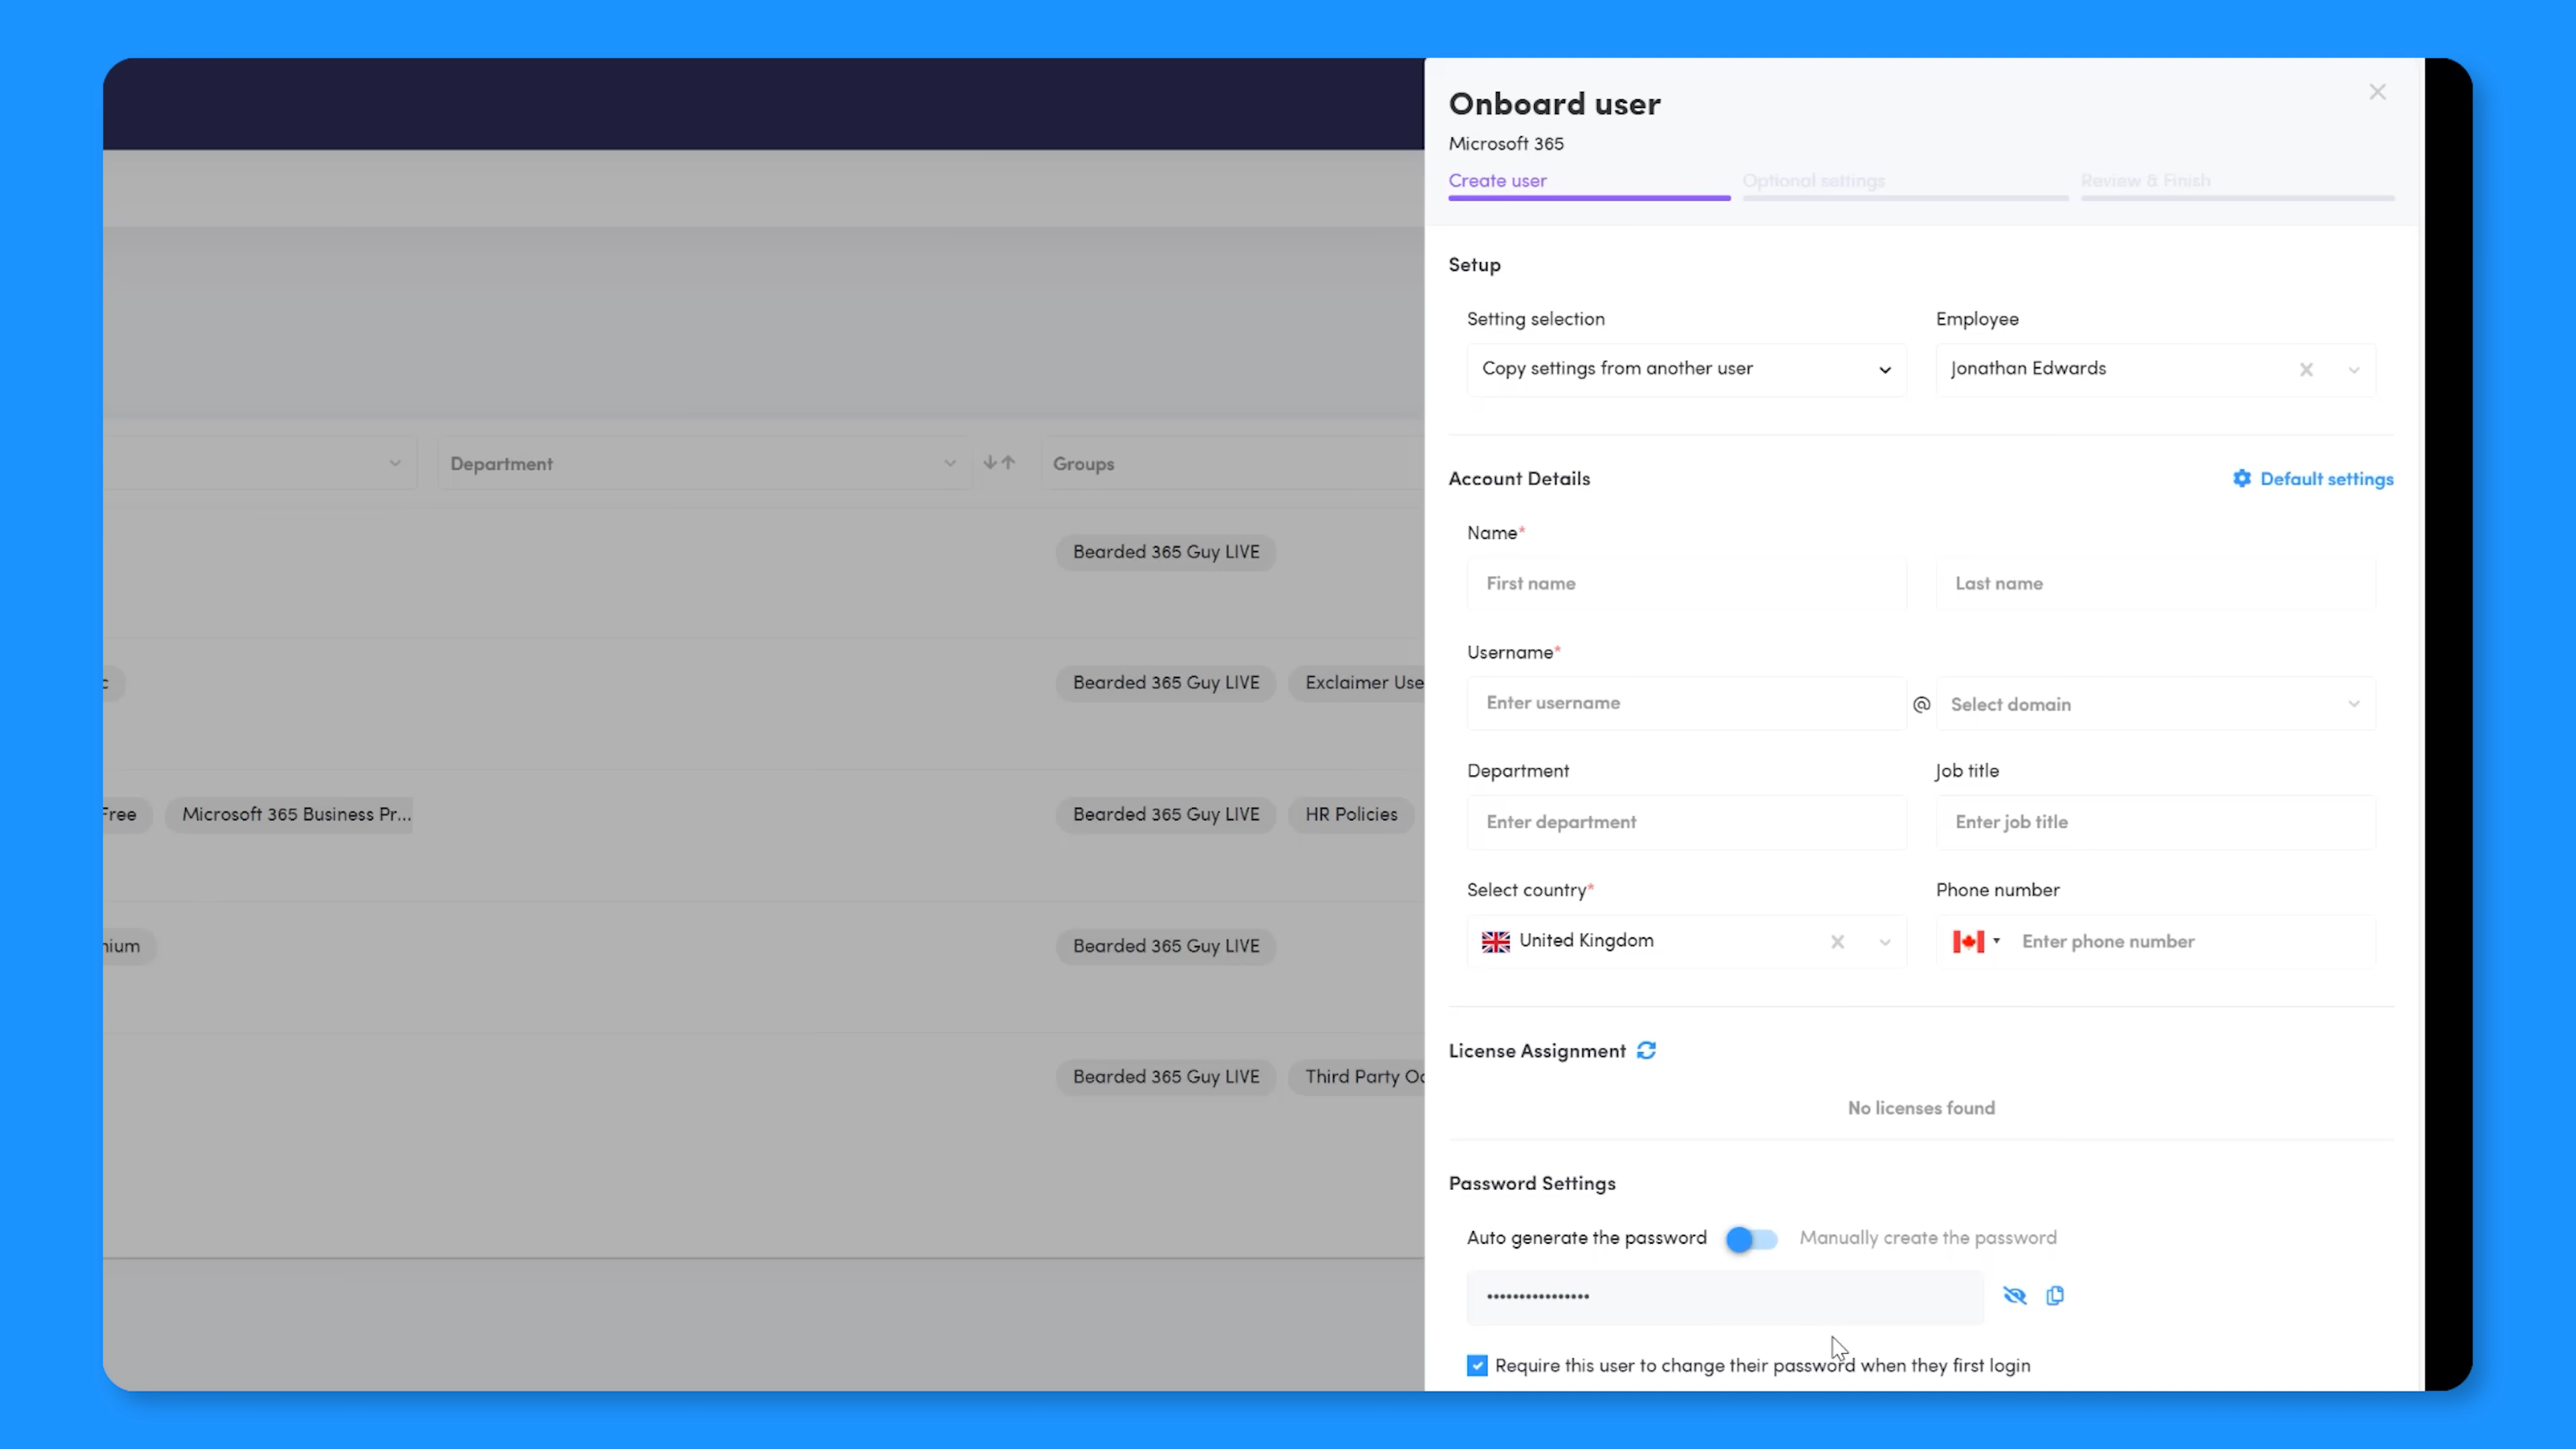 Onboard user
Microsoft 365
Create user Optional settings Review & Finish
Setup
Setting selection Employee
Copy settings from another user Jonathan Edwards
Department Groups
Account Details Default settings
Name*
Bearded 365 Guy LIVE
First name Last name
Username*
c Bearded 365 Guy LIVE Exclaimer Use
Enter username @ Select domain
Department Job title
Free Microsoft 365 Business Pr... Bearded 365 Guy LIVE HR Policies
Enter department Enter job title
Select country* Phone number
nium Bearded 365 Guy LIVE
United Kingdom Enter phone number
License Assignment
Bearded 365 Guy LIVE Third Party
No licenses found
Password Settings
Auto generate the password Manually create the password
••••••••••••••••
Require this user to change their password when they first login